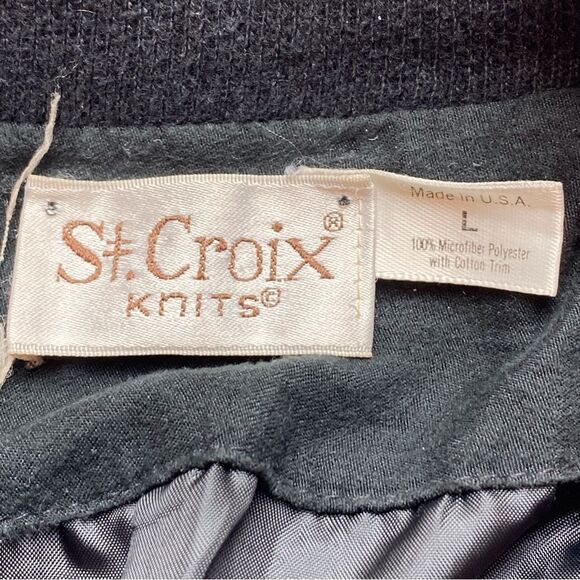 St. Croix®
KNITS©
Made in U.S.A.
L
100% Microfiber Polyester
with Cotton Trim